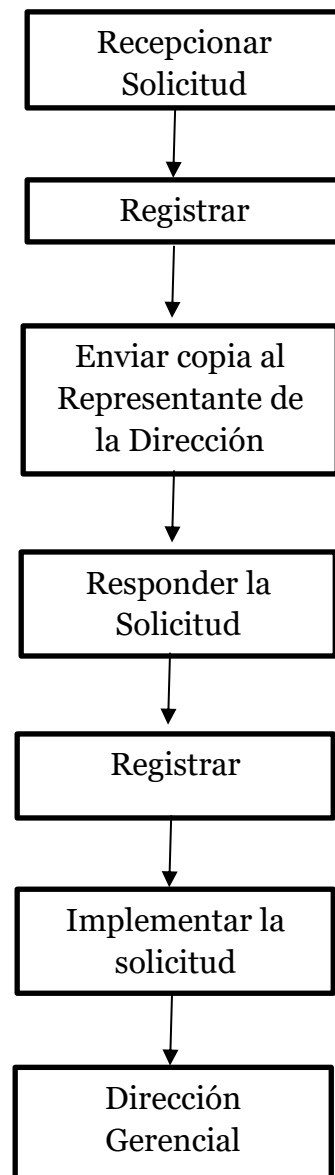 Recepcionar
Solicitud
Registrar
Enviar copia al
Representante de
la Dirección
Responder la
Solicitud
Registrar
Implementar la
solicitud
Dirección
Gerencial